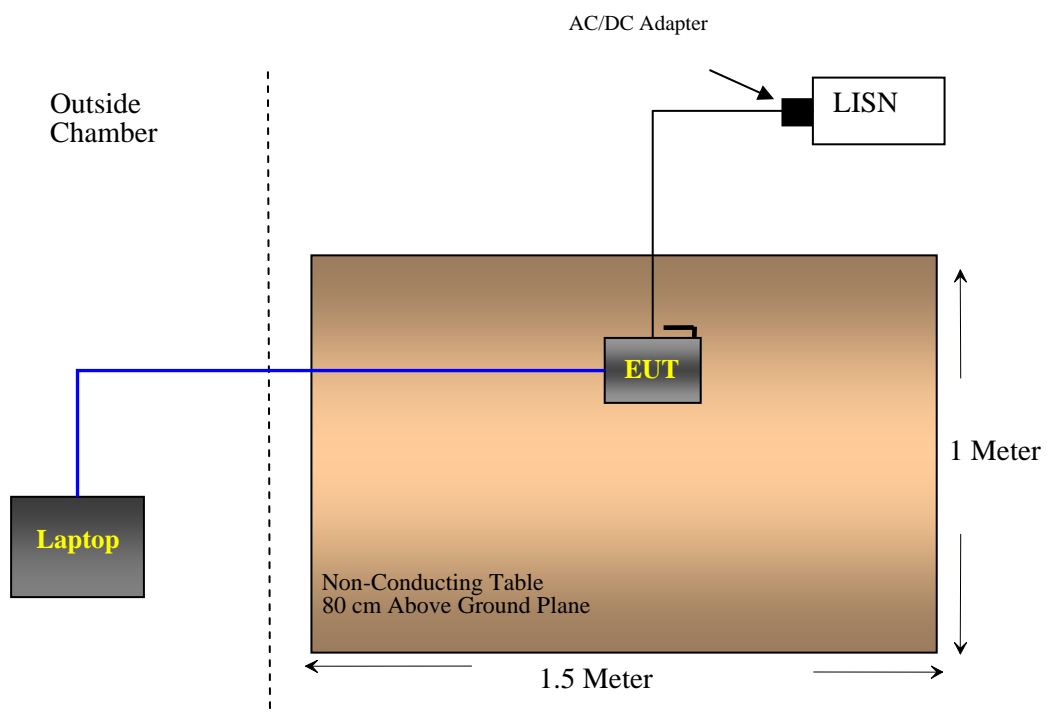 AC/DC Adapter
Outside
Chamber
LISN
EUT
1 Meter
Laptop
Non-Conducting Table
80 cm Above Ground Plane
1.5 Meter